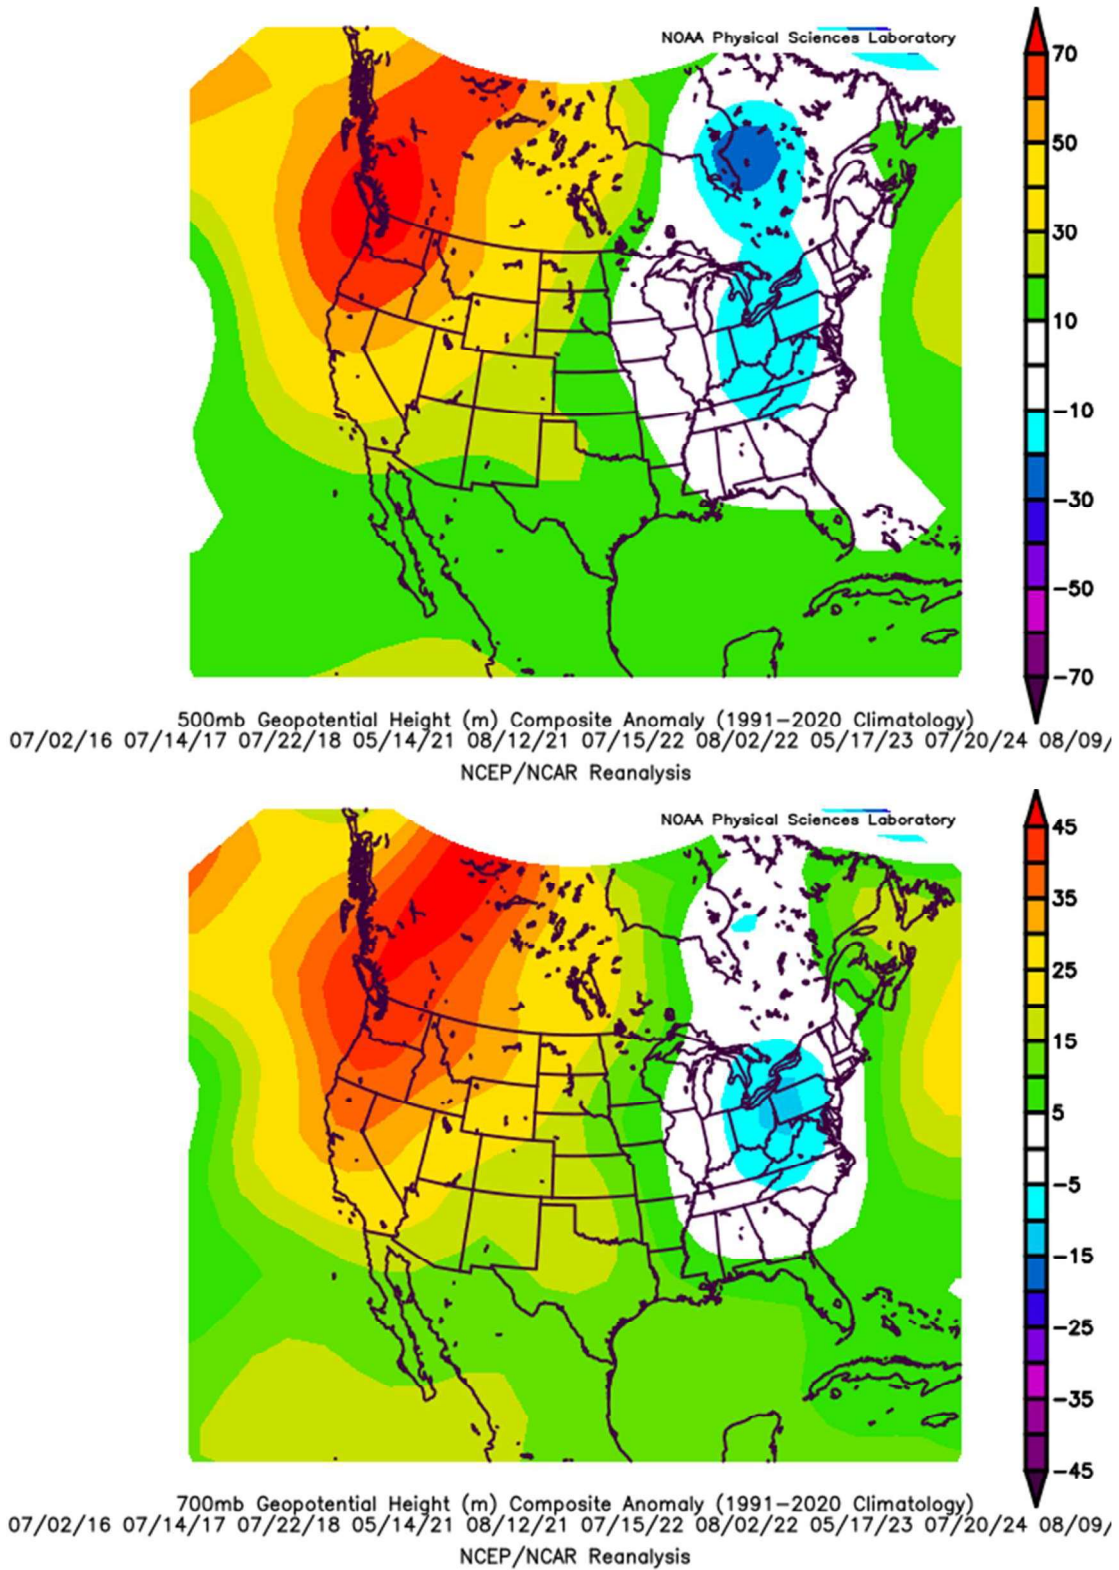 NOAA Physical Sciences Laboratory
70
50
30
10
−10
−30
−50
−70
500mb Geopotential Height (m) Composite Anomaly (1991−2020 Climatology)
07/02/16 07/14/17 07/22/18 05/14/21 08/12/21 07/15/22 08/02/22 05/17/23 07/20/24 08/09/
NCEP/NCAR Reanalysis
NOAA Physical Sciences Laboratory
45
35
25
15
5
−5
−15
−25
−35
−45
700mb Geopotential Height (m) Composite Anomaly (1991−2020 Climatology)
07/02/16 07/14/17 07/22/18 05/14/21 08/12/21 07/15/22 08/02/22 05/17/23 07/20/24 08/09/
NCEP/NCAR Reanalysis